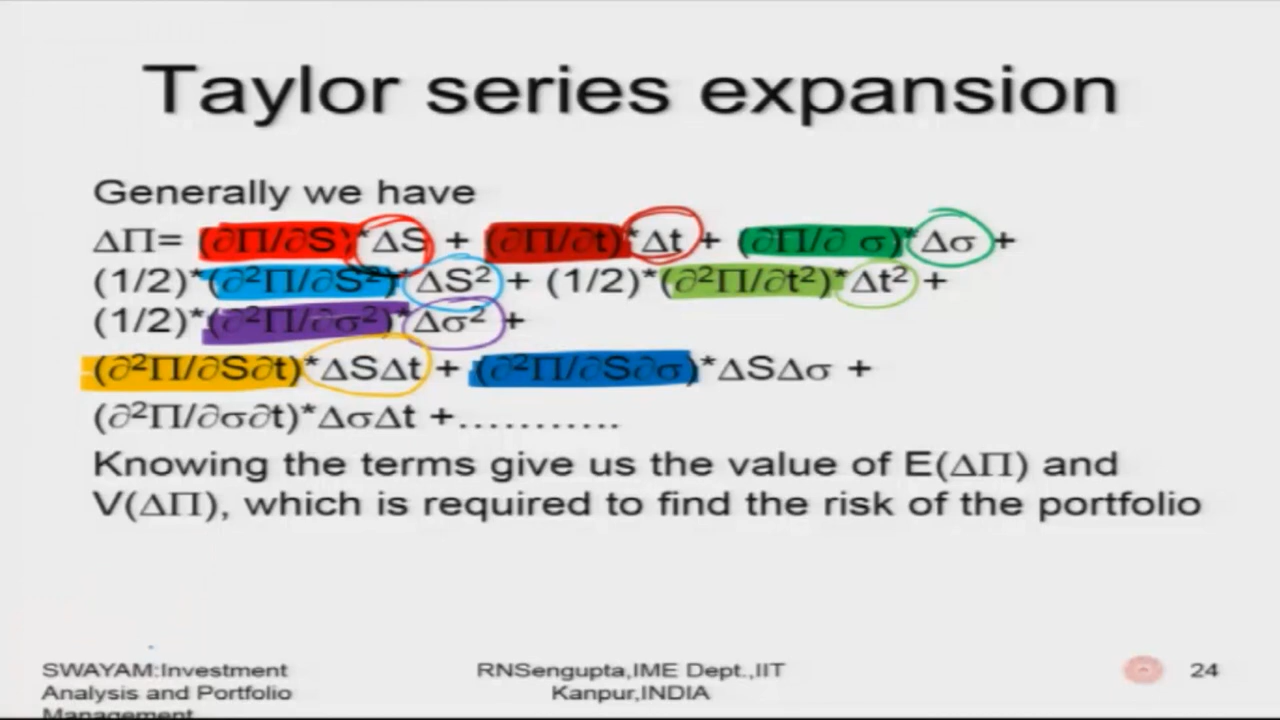 Taylor series expansion
Generally we have
ΔΠ= (∂Π/∂S)*ΔS + (∂Π/∂t)*Δt + (∂Π/∂ σ)*Δσ +
(1/2)*(∂²Π/∂S²)*ΔS² + (1/2)*(∂²Π/∂t²)*Δt² +
(1/2)*(∂²Π/∂σ²)*Δσ² +
(∂²Π/∂S∂t)*ΔSΔt + (∂²Π/∂S∂σ)*ΔSΔσ +
(∂²Π/∂σ∂t)*ΔσΔt +...........
Knowing the terms give us the value of E(ΔΠ) and
V(ΔΠ), which is required to find the risk of the portfolio
SWAYAM:Investment
Analysis and Portfolio
Management
RNSengupta,IME Dept.,IIT
Kanpur,INDIA
24